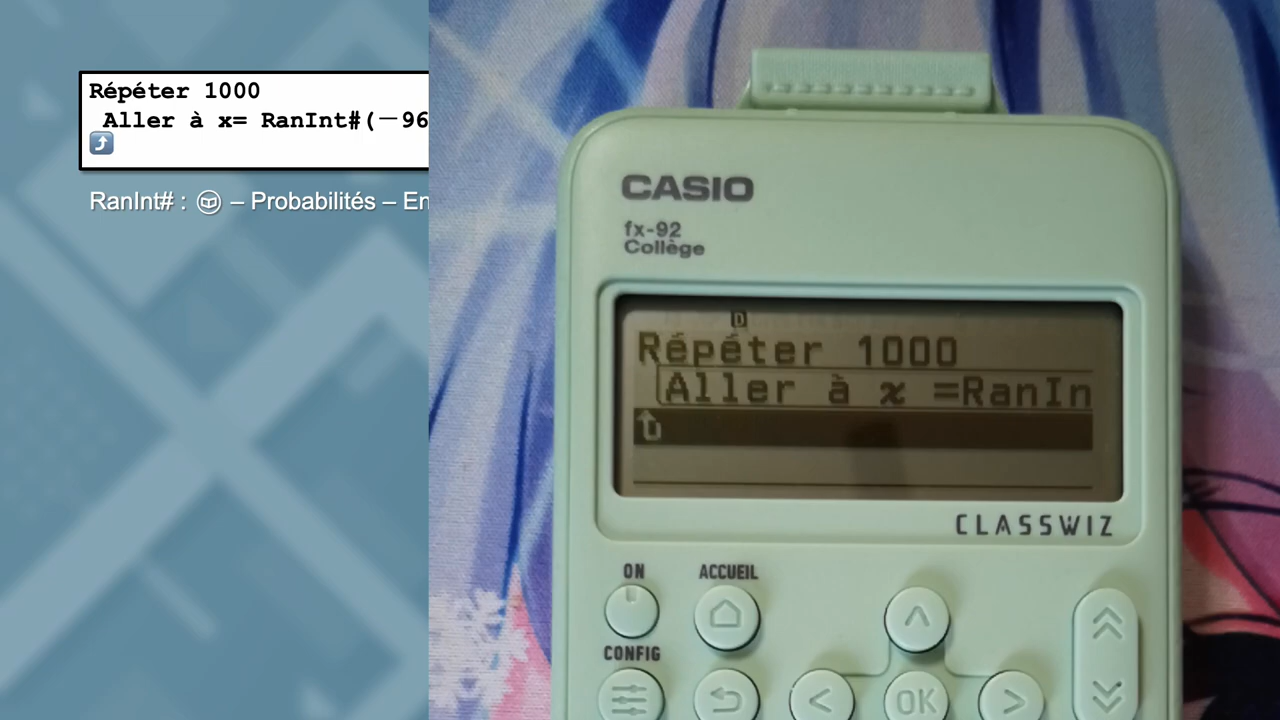 Répéter 1000
Aller à x= RanInt#(−96
RanInt# : – Probabilités – En
CASIO
fx-92
Collège
D
Répéter 1000
Aller à x =RanIn
CLASSWIZ
ON
ACCUEIL
CONFIG
OK